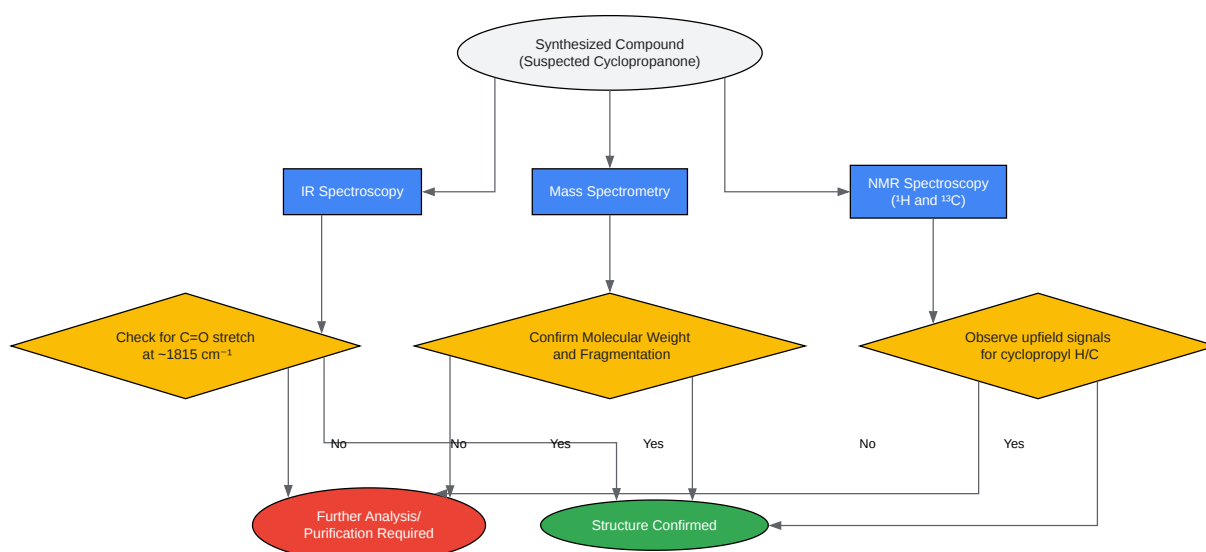 Synthesized Compound
(Suspected Cyclopropanone)
IR Spectroscopy
Mass Spectrometry
NMR Spectroscopy
(¹H and ¹³C)
Check for C=O stretch
at ~1815 cm⁻¹
Confirm Molecular Weight
and Fragmentation
Observe upfield signals
for cyclopropyl H/C
No
No
Yes
Yes
No
Yes
Further Analysis/
Purification Required
Structure Confirmed